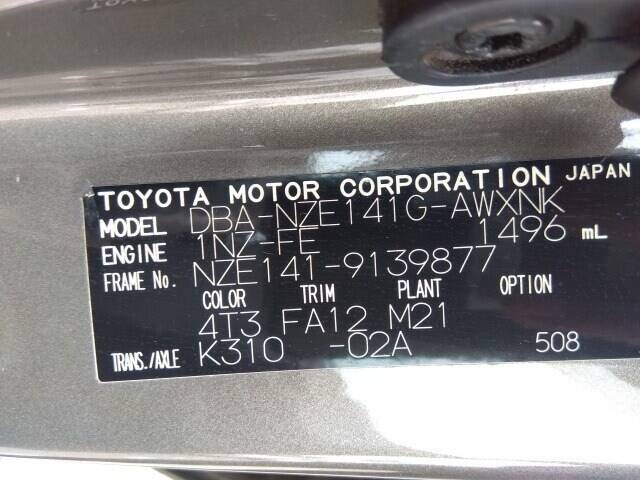 TOYOTA MOTOR CORPORATION JAPAN
MODEL DBA-NZE141G-AWXNK
ENGINE 1NZ-FE 1496 mL
FRAME No. NZE141-9139877
COLOR TRIM PLANT OPTION
4T3 FA12 M21
TRANS./AXLE K310 -02A 508